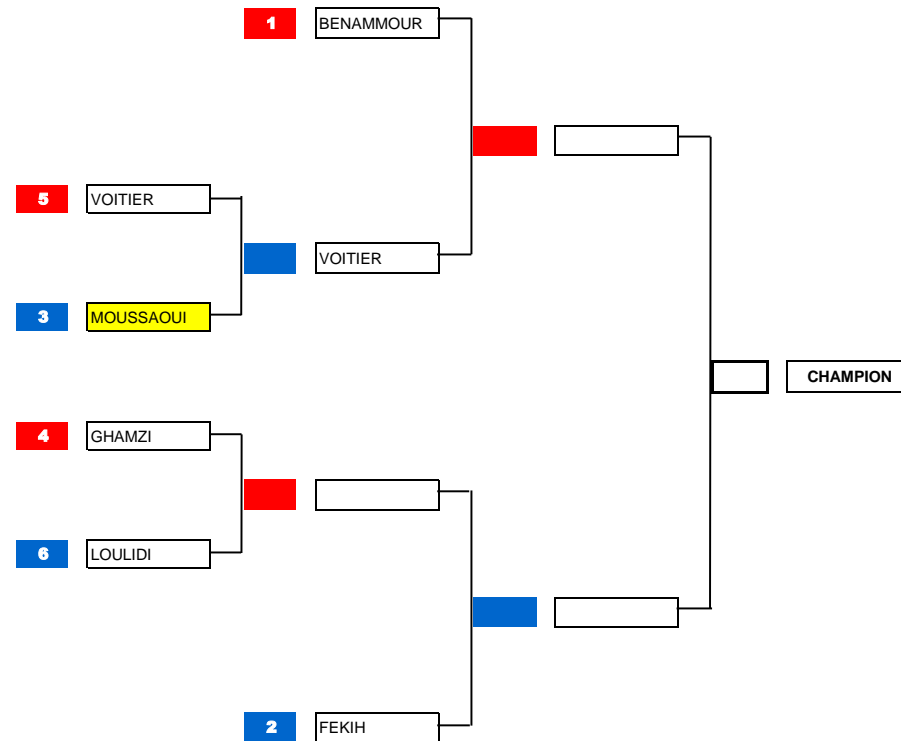 1 BENAMMOUR
5 VOITIER
VOITIER
3 MOUSSAOUI
CHAMPION
4 GHAMZI
6 LOULIDI
2 FEKIH